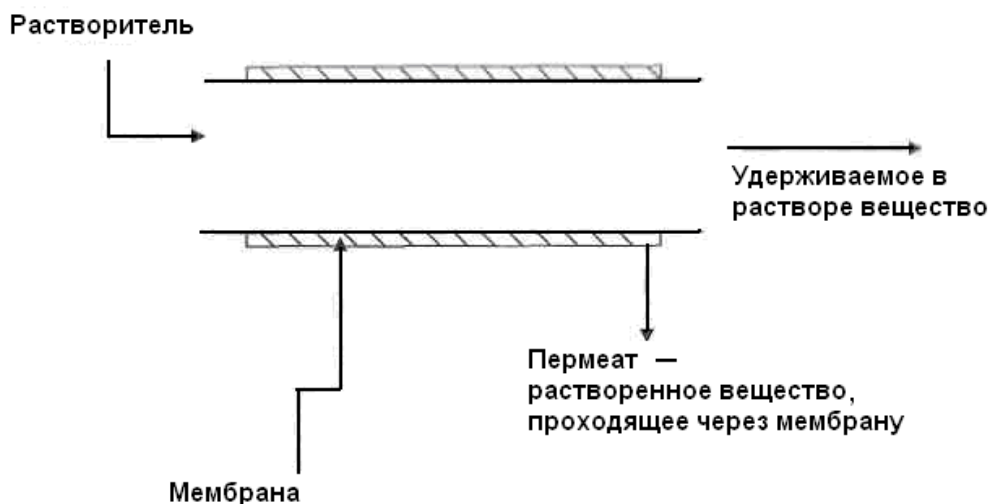 Растворитель
Удерживаемое в
растворе вещество
Пермеат —
растворенное вещество,
проходящее через мембрану
Мембрана